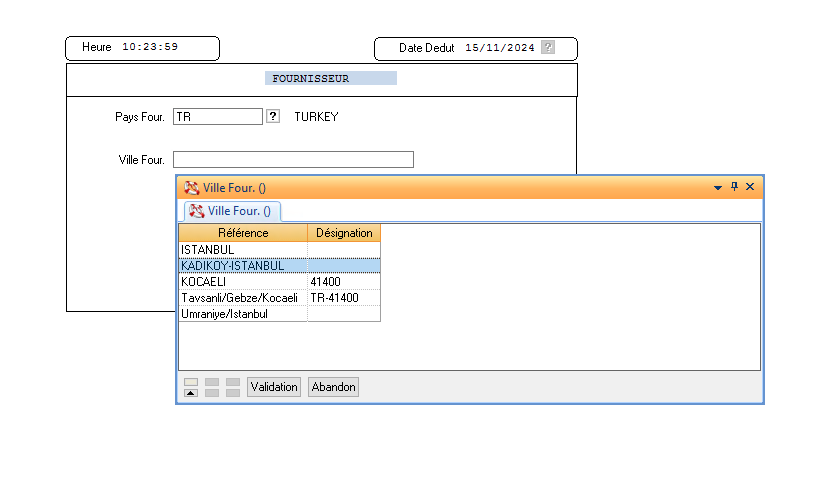 Heure 10:23:59
Date Dedut 15/11/2024 ?
FOURNISSEUR
Pays Four. TR ? TURKEY
Ville Four.
Ville Four. ()
Ville Four. ()
Référence Désignation
ISTANBUL
KADIKOY-ISTANBUL
KOCAELI 41400
Tavsanli/Gebze/Kocaeli TR-41400
Umraniye/Istanbul
Validation Abandon